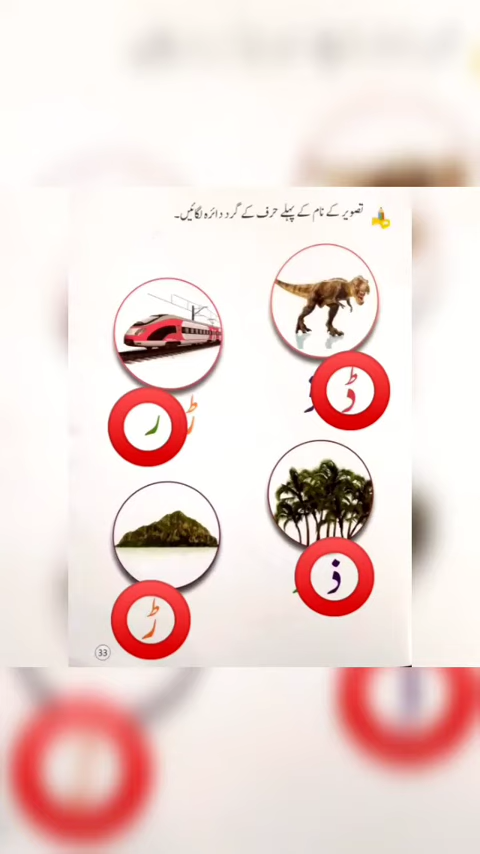 تصویر کے نام کے پہلے حرف کے گرد دائرہ لگائیں۔
ڈ
ر ڑ
ذ
ڑ
33